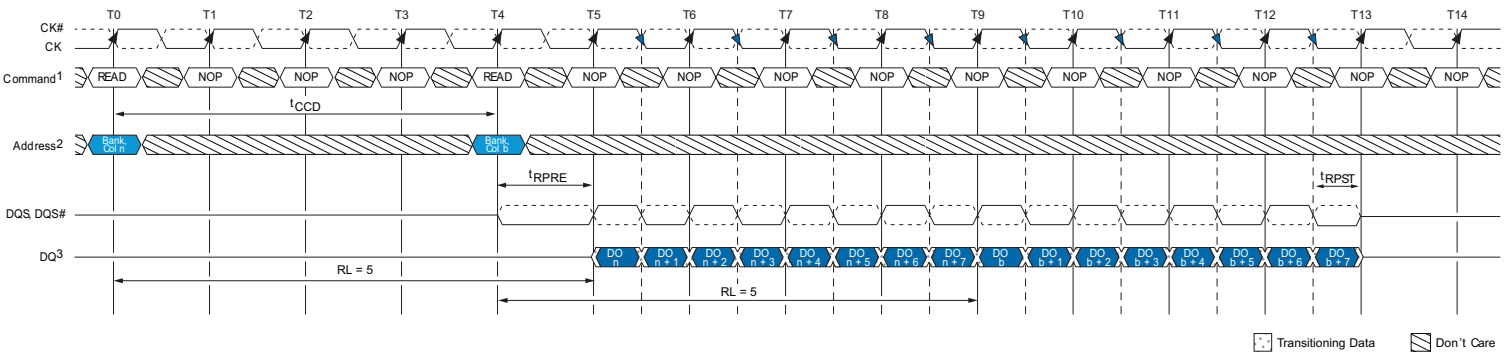 T0 T1 T2 T3 T4 T5 T6 T7 T8 T9 T10 T11 T12 T13 T14
CK#
CK
Command1 READ NOP NOP NOP READ NOP NOP NOP NOP NOP NOP NOP NOP NOP NOP
tCCD
Address2 Bank, Col n Bank, Col b
tRPRE tRPST
DQS, DQS#
DQ3 DO n DO n + 1 DO n + 2 DO n + 3 DO n + 4 DO n + 5 DO n + 6 DO n + 7 DO b DO b + 1 DO b + 2 DO b + 3 DO b + 4 DO b + 5 DO b + 6 DO b + 7
RL = 5
RL = 5
Transitioning Data Don't Care